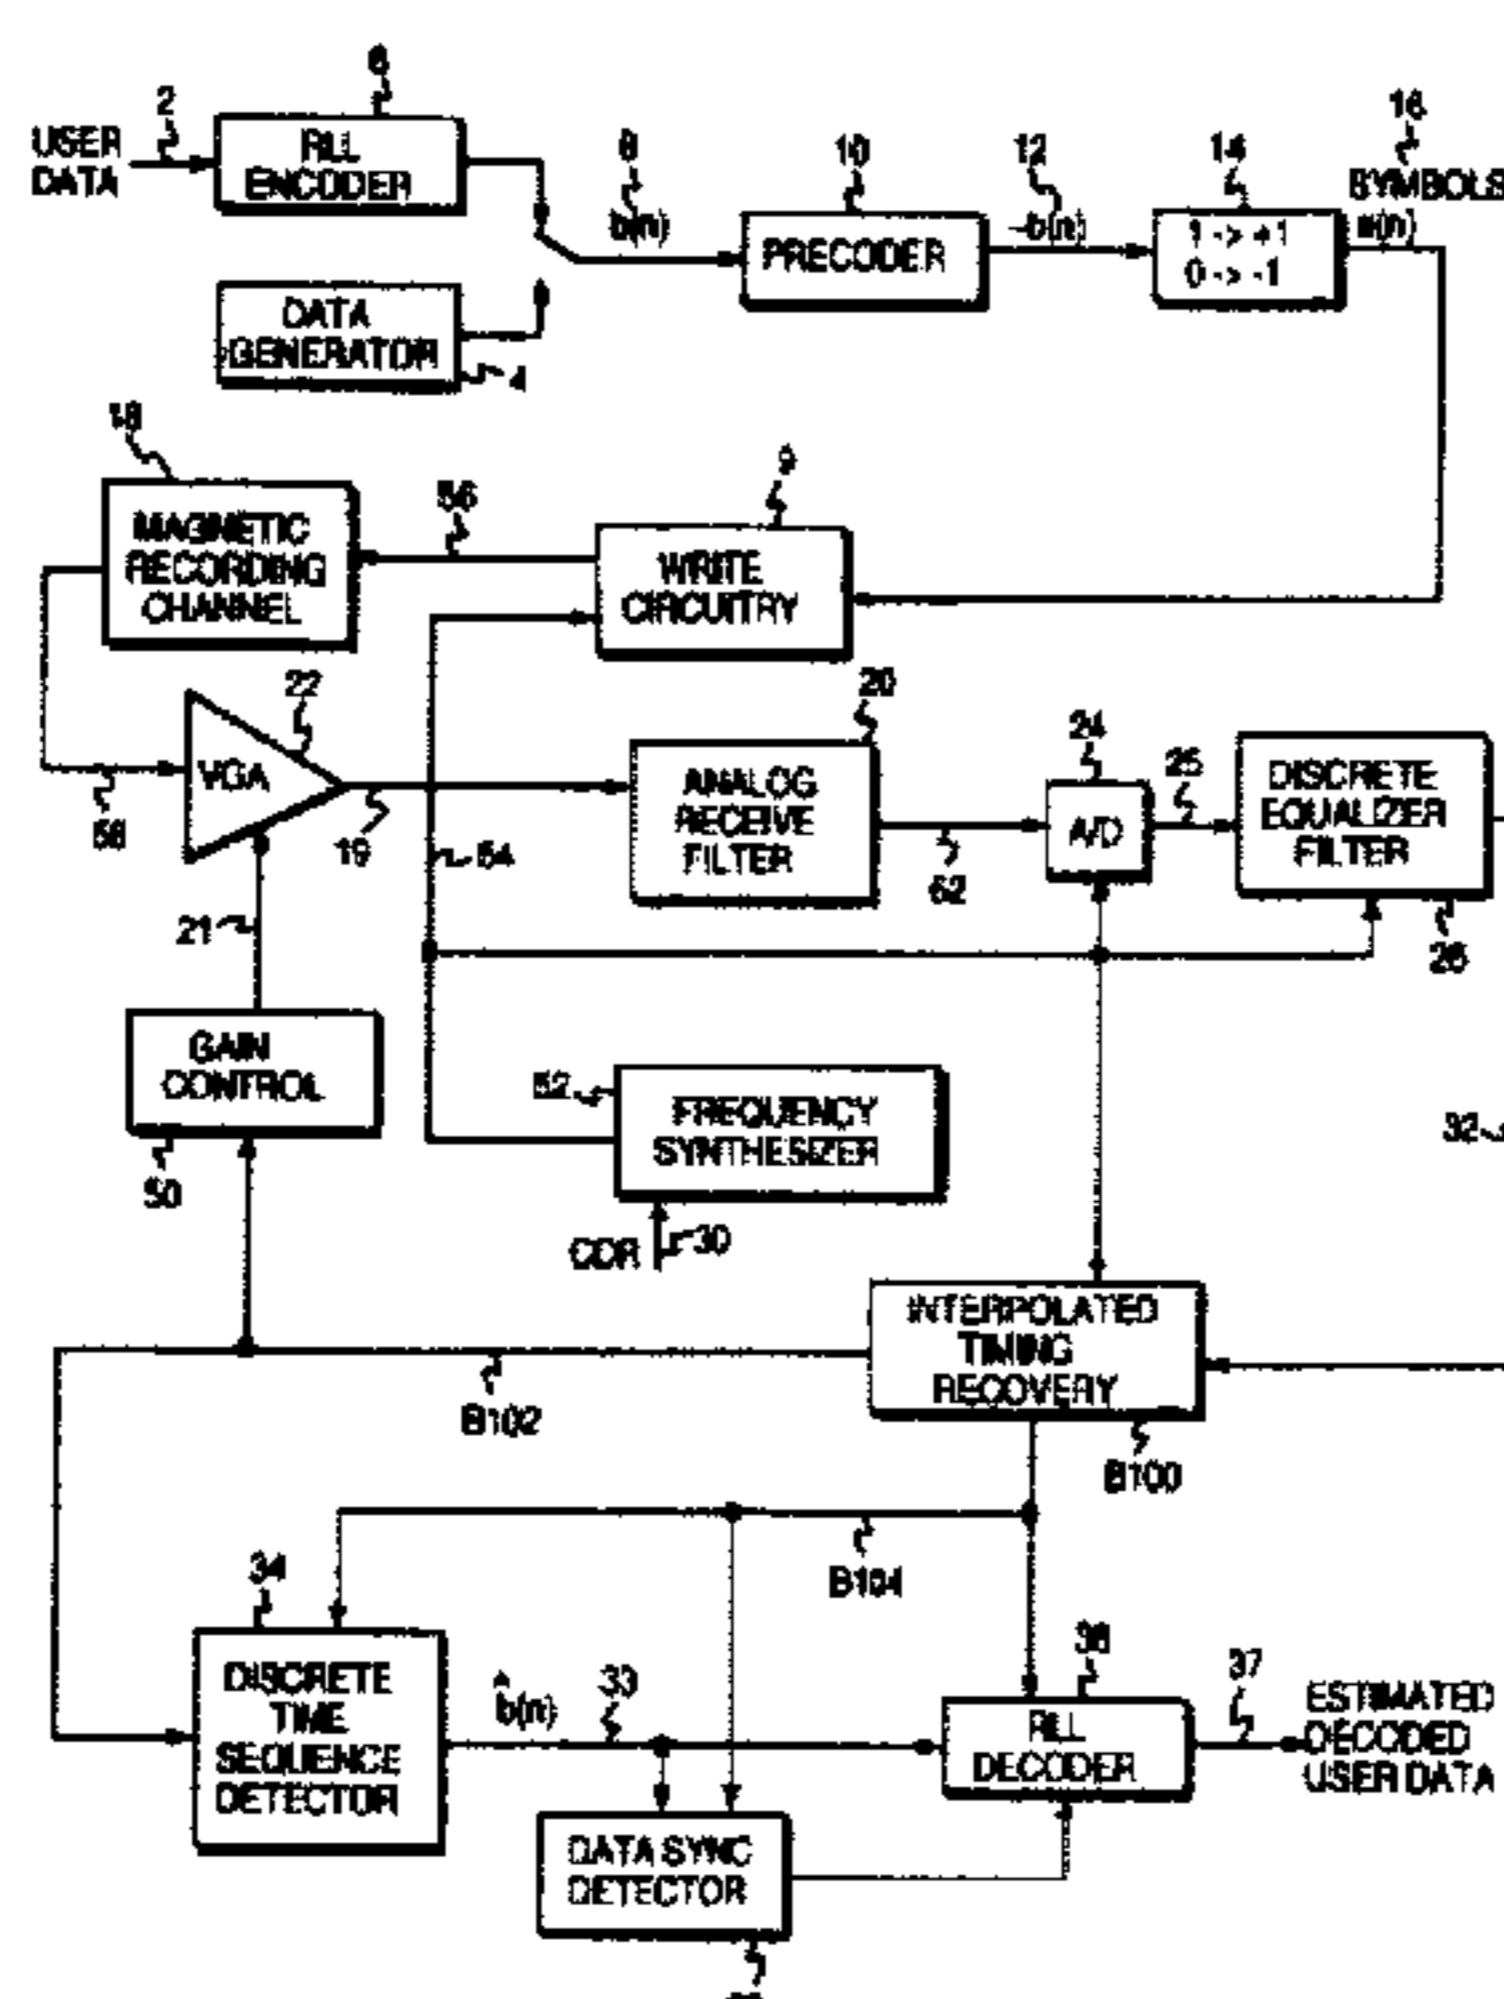 6
2
USER
DATA
RLL
ENCODER
8
b(n)
10
PRECODER
12
~b(n)
14
1 -> +1
0 -> -1
16
SYMBOLS
a(n)
DATA
GENERATOR
4
18
MAGNETIC
RECORDING
CHANNEL
56
9
WRITE
CIRCUITRY
22
VGA
58
19
54
20
ANALOG
RECEIVE
FILTER
62
24
A/D
25
DISCRETE
EQUALIZER
FILTER
26
21
GAIN
CONTROL
50
52
FREQUENCY
SYNTHESIZER
CDR
30
32
INTERPOLATED
TIMING
RECOVERY
B100
B102
B104
34
DISCRETE
TIME
SEQUENCE
DETECTOR
^
b(n)
33
36
RLL
DECODER
37
ESTIMATED
DECODED
USER DATA
DATA SYNC
DETECTOR